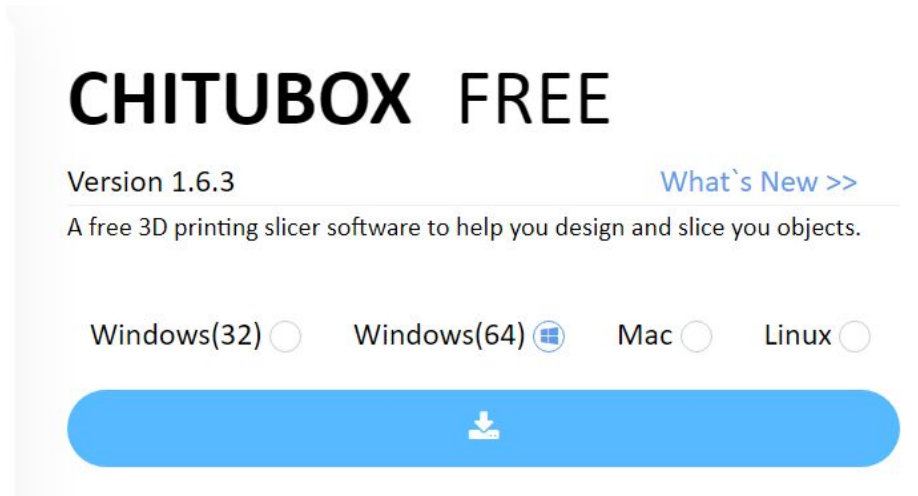 CHITUBOX FREE
Version 1.6.3 What`s New >>
A free 3D printing slicer software to help you design and slice you objects.
Windows(32) Windows(64) Mac Linux